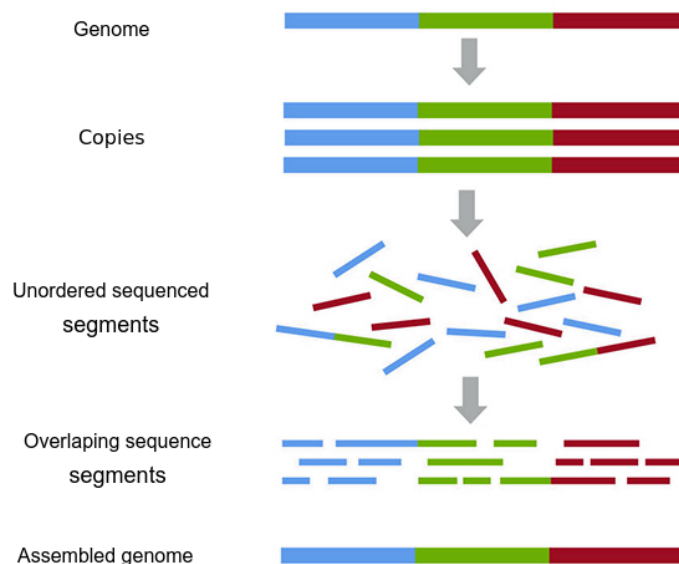 Genome
Copies
Unordered sequenced
segments
Overlaping sequence
segments
Assembled genome